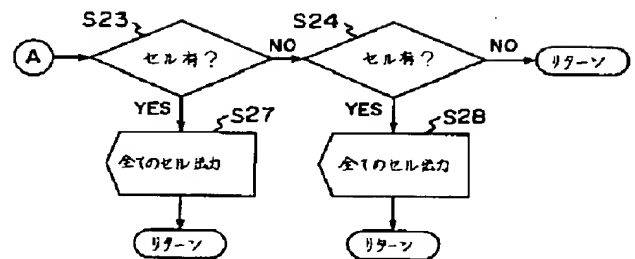 S23
S24
A
セル有?
NO
セル有?
NO
リターン
YES
S27
YES
S28
全てのセル出力
全てのセル出力
リターン
リターン